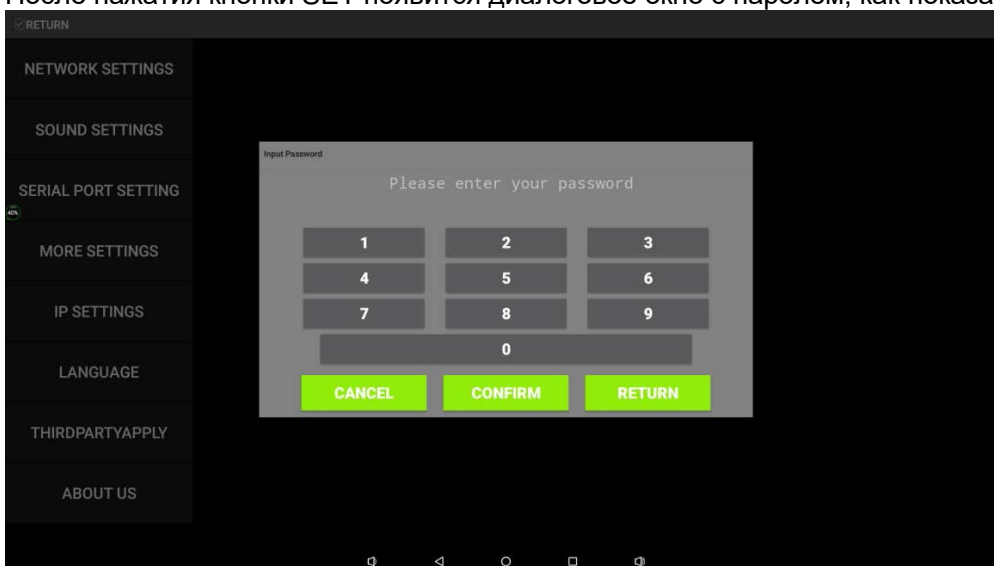 После нажатия кнопки SET появится диалоговое окно с паролем, как показа
RETURN
NETWORK SETTINGS
SOUND SETTINGS
SERIAL PORT SETTING
40%
MORE SETTINGS
IP SETTINGS
LANGUAGE
THIRDPARTYAPPLY
ABOUT US
Input Password
Please enter your password
1 2 3
4 5 6
7 8 9
0
CANCEL CONFIRM RETURN